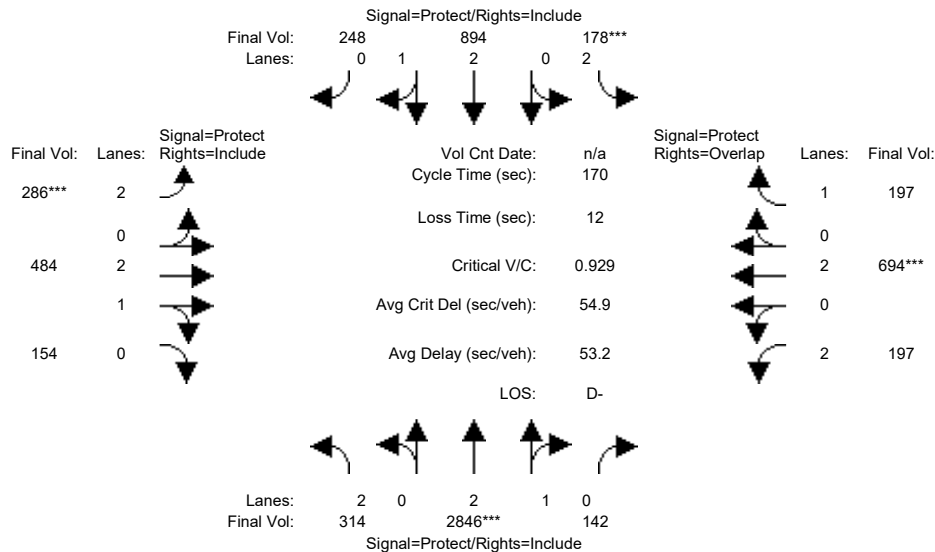 Signal=Protect/Rights=Include
Final Vol: 248 894 178***
Lanes: 0 1 2 0 2
Signal=Protect
Final Vol: Lanes: Rights=Include
Vol Cnt Date: n/a
Cycle Time (sec): 170
Signal=Protect
Rights=Overlap Lanes: Final Vol:
286*** 2
1 197
Loss Time (sec): 12
0
0
484 2
Critical V/C: 0.929
2 694***
1
Avg Crit Del (sec/veh): 54.9
0
154 0
Avg Delay (sec/veh): 53.2
2 197
LOS: D-
Lanes: 2 0 2 1 0
Final Vol: 314 2846*** 142
Signal=Protect/Rights=Include